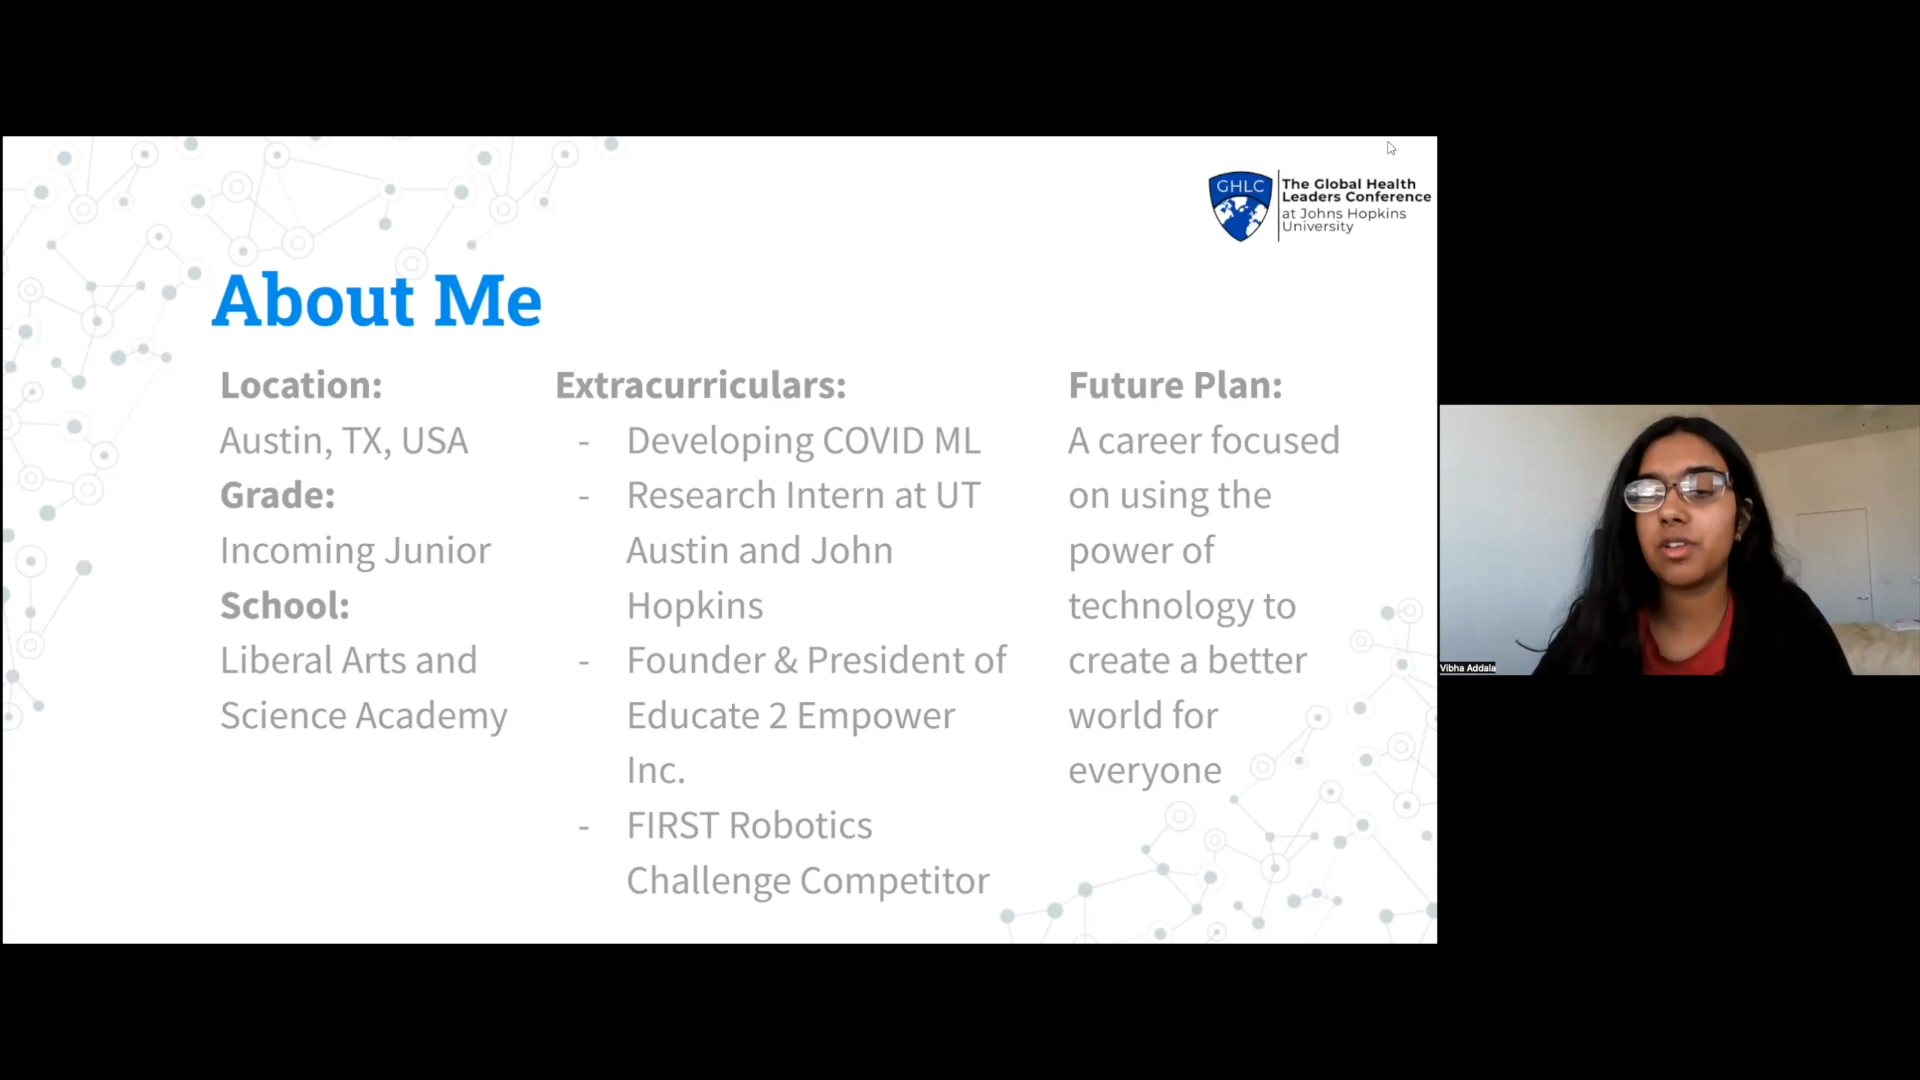 GHLC
The Global Health
Leaders Conference
at Johns Hopkins
University
About Me
Location:
Austin, TX, USA
Grade:
Incoming Junior
School:
Liberal Arts and
Science Academy
Extracurriculars:
- Developing COVID ML
- Research Intern at UT
Austin and John
Hopkins
- Founder & President of
Educate 2 Empower
Inc.
- FIRST Robotics
Challenge Competitor
Future Plan:
A career focused
on using the
power of
technology to
create a better
world for
everyone
Vibha Addala